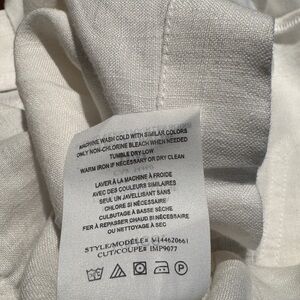 MACHINE WASH COLD WITH SIMILAR COLORS
ONLY NON-CHLORINE BLEACH WHEN NEEDED
TUMBLE DRY LOW
WARM IRON IF NECESSARY OR DRY CLEAN
LAVER À LA MACHINE À FROIDE
AVEC DES COULEURS SIMILAIRES
SEUL UN JAVELLISANT SANS
CHLORE SI NÉCESSAIRE
CULBUTAGE À BASSE SÈCHE
FER À REPASSER CHAUD SI NÉCESSAIRE
OU NETTOYAGE A SEC
STYLE/MODÈLE# V144620661
CUT/COUPE# IMP9077
P